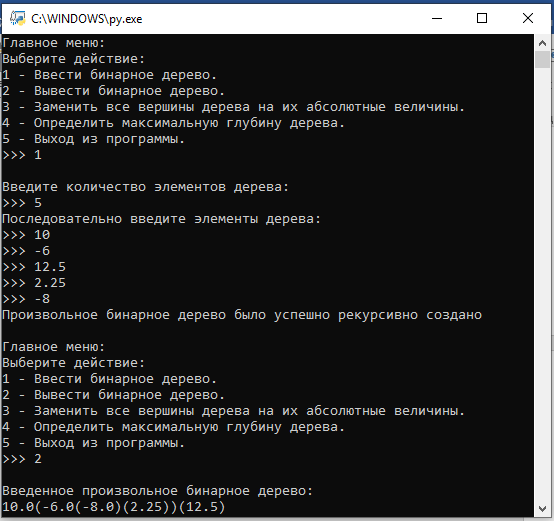 C:\WINDOWS\py.exe
Главное меню:
Выберите действие:
1 - Ввести бинарное дерево.
2 - Вывести бинарное дерево.
3 - Заменить все вершины дерева на их абсолютные величины.
4 - Определить максимальную глубину дерева.
5 - Выход из программы.
>>> 1
Введите количество элементов дерева:
>>> 5
Последовательно введите элементы дерева:
>>> 10
>>> -6
>>> 12.5
>>> 2.25
>>> -8
Произвольное бинарное дерево было успешно рекурсивно создано
Главное меню:
Выберите действие:
1 - Ввести бинарное дерево.
2 - Вывести бинарное дерево.
3 - Заменить все вершины дерева на их абсолютные величины.
4 - Определить максимальную глубину дерева.
5 - Выход из программы.
>>> 2
Введенное произвольное бинарное дерево:
10.0(-6.0(-8.0)(2.25))(12.5)